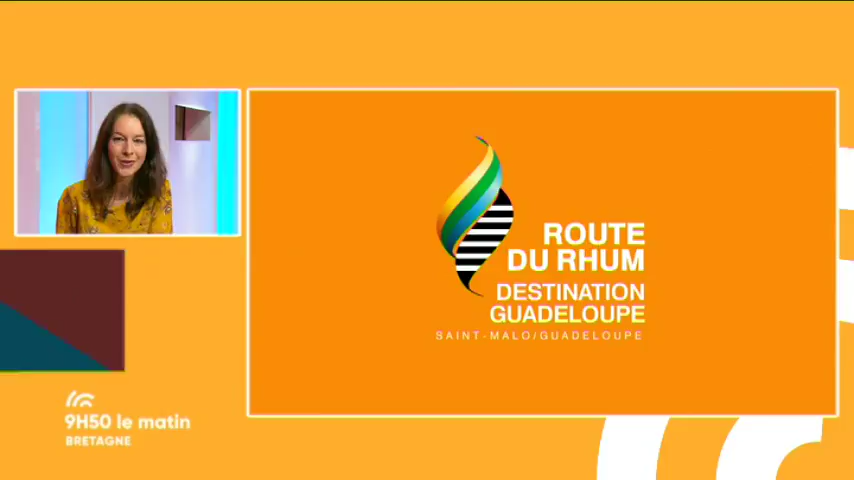 ROUTE
DU RHUM
DESTINATION
GUADELOUPE
SAINT-MALO/GUADELOUPE
9H50 le matin
BRETAGNE